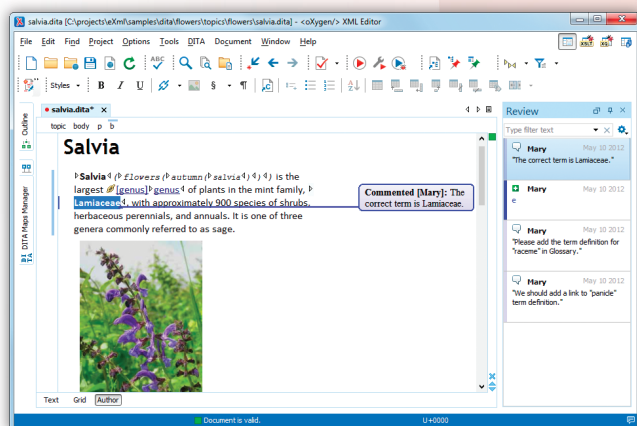 salvia.dita [C:\projects\eXml\samples\dita\flowers\topics\flowers\salvia.dita] - <oXygen/> XML Editor
File Edit Find Project Options Tools DITA Document Window Help
Styles B I U § ¶
salvia.dita* ×
topic body p b
Outline
DITA Maps Manager
Salvia
Salvia (flowers(autumn(salvia))) is the
largest [genus] genus of plants in the mint family,
Lamiaceae, with approximately 900 species of shrubs,
herbaceous perennials, and annuals. It is one of three
genera commonly referred to as sage.
Commented [Mary]: The
correct term is Lamiaceae.
Review
Type filter text
Mary May 10 2012
"The correct term is Lamiaceae."
Mary May 10 2012
e
Mary May 10 2012
"Please add the term definition for
"raceme" in Glossary."
Mary May 10 2012
"We should add a link to "panide"
term definition."
Text Grid Author
Document is valid. U+0000